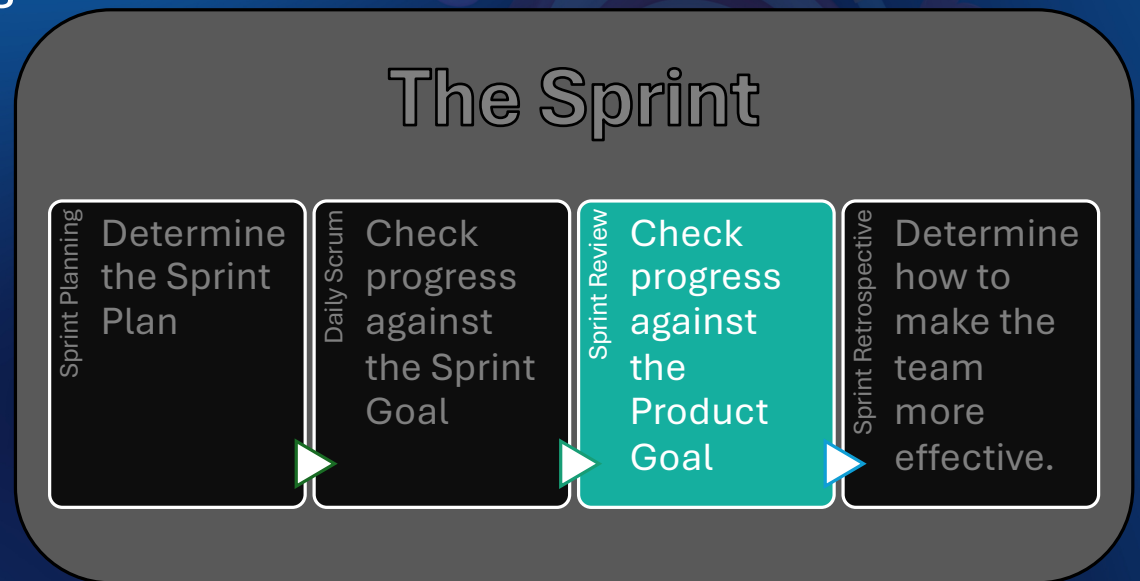 The Sprint
Sprint Planning
Determine
the Sprint
Plan
Daily Scrum
Check
progress
against
the Sprint
Goal
Sprint Review
Check
progress
against
the
Product
Goal
Sprint Retrospective
Determine
how to
make the
team
more
effective.